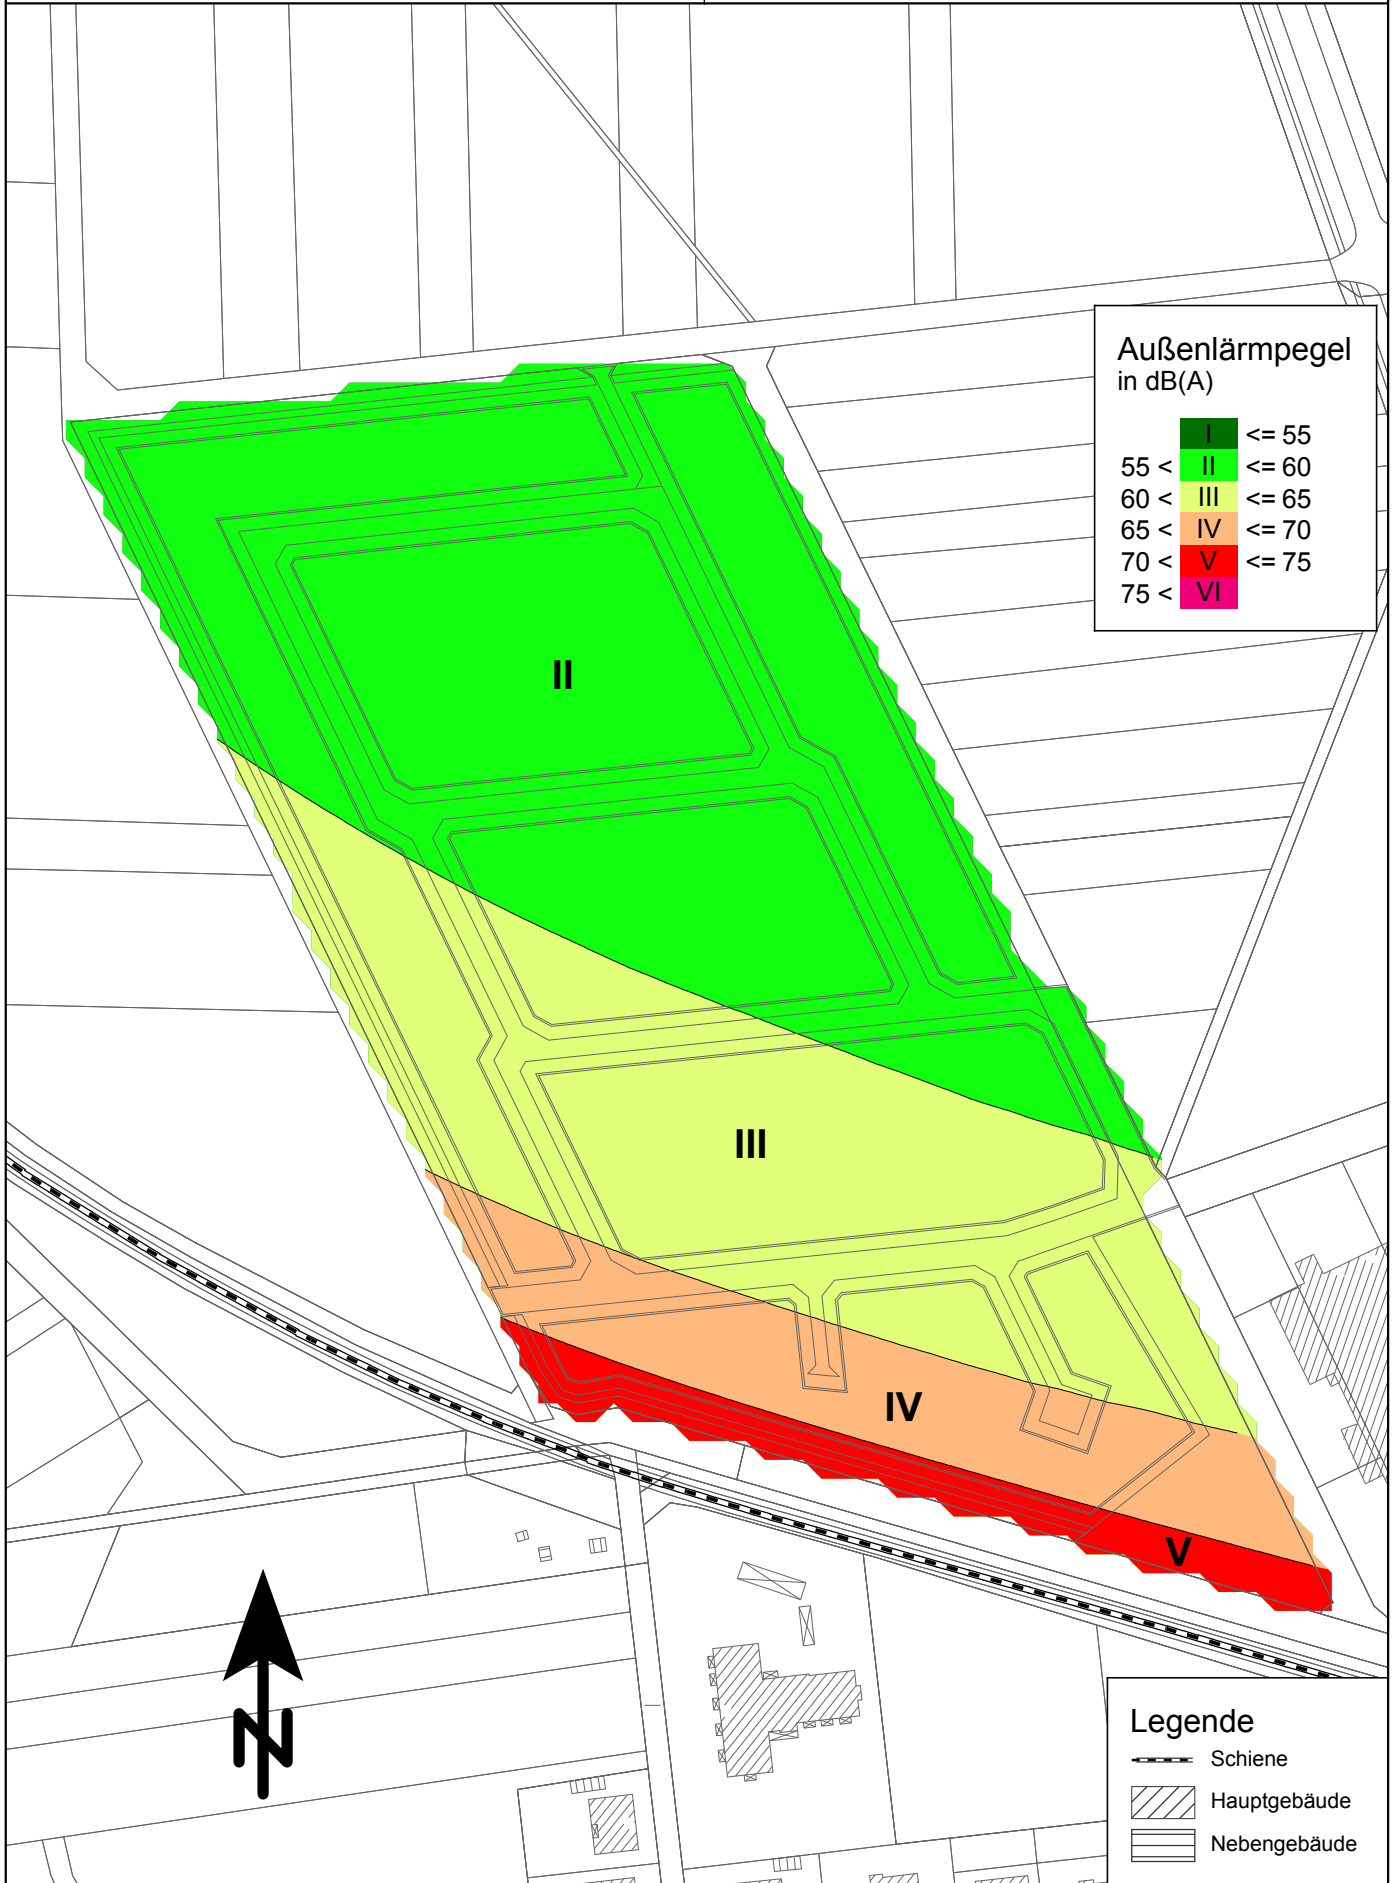 Außenlärmpegel
in dB(A)
I <= 55
55 < II <= 60
60 < III <= 65
65 < IV <= 70
70 < V <= 75
75 < VI
II
III
IV
V
N
Legende
Schiene
Hauptgebäude
Nebengebäude